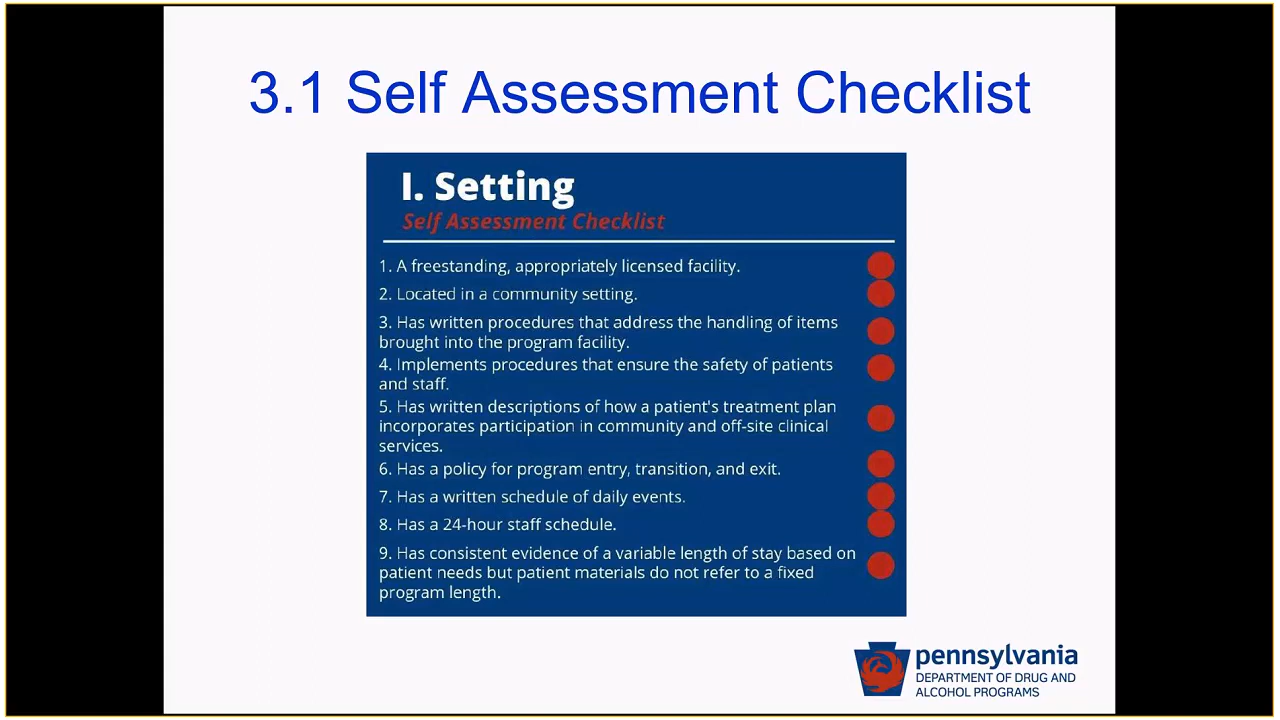 3.1 Self Assessment Checklist
I. Setting
Self Assessment Checklist
1. A freestanding, appropriately licensed facility.
2. Located in a community setting.
3. Has written procedures that address the handling of items
brought into the program facility.
4. Implements procedures that ensure the safety of patients
and staff.
5. Has written descriptions of how a patient's treatment plan
incorporates participation in community and off-site clinical
services.
6. Has a policy for program entry, transition, and exit.
7. Has a written schedule of daily events.
8. Has a 24-hour staff schedule.
9. Has consistent evidence of a variable length of stay based on
patient needs but patient materials do not refer to a fixed
program length.
pennsylvania
DEPARTMENT OF DRUG AND
ALCOHOL PROGRAMS